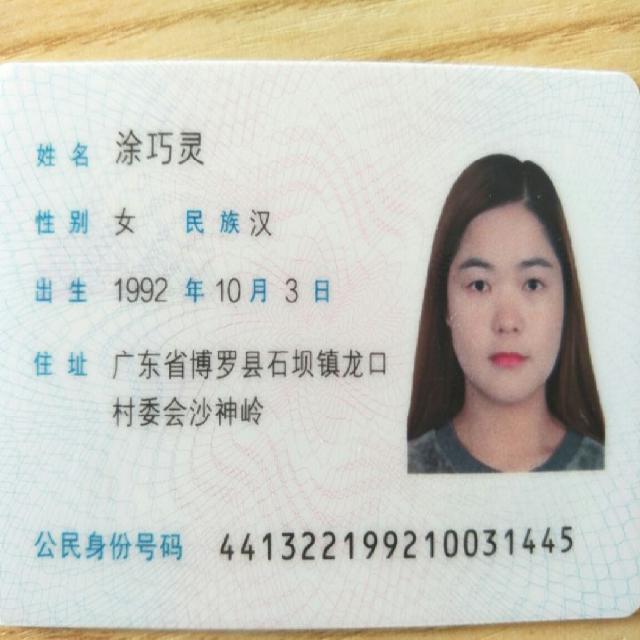 姓名 涂巧灵
性别 女 民族 汉
出生 1992 年 10 月 3 日
住址 广东省博罗县石坝镇龙口
村委会沙神岭
公民身份号码 441322199210031445